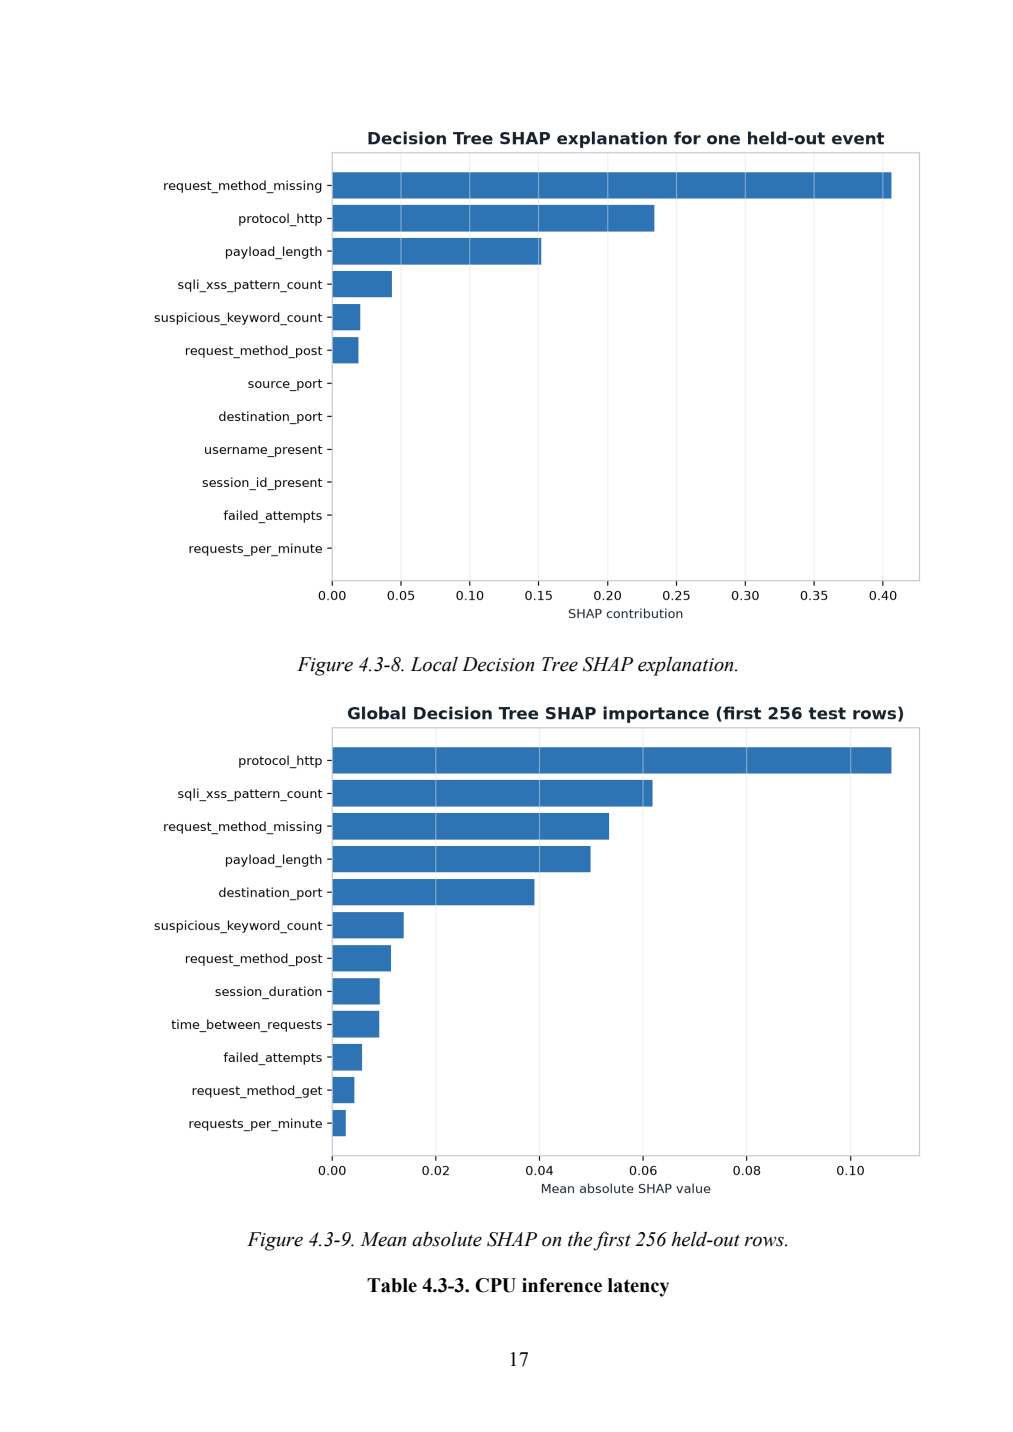 Decision Tree SHAP explanation for one held-out event
request_method_missing
protocol_http
payload_length
sqli_xss_pattern_count
suspicious_keyword_count
request_method_post
source_port
destination_port
username_present
session_id_present
failed_attempts
requests_per_minute
0.00 0.05 0.10 0.15 0.20 0.25 0.30 0.35 0.40
SHAP contribution
Figure 4.3-8. Local Decision Tree SHAP explanation.
Global Decision Tree SHAP importance (first 256 test rows)
protocol_http
sqli_xss_pattern_count
request_method_missing
payload_length
destination_port
suspicious_keyword_count
request_method_post
session_duration
time_between_requests
failed_attempts
request_method_get
requests_per_minute
0.00 0.02 0.04 0.06 0.08 0.10
Mean absolute SHAP value
Figure 4.3-9. Mean absolute SHAP on the first 256 held-out rows.
Table 4.3-3. CPU inference latency
17